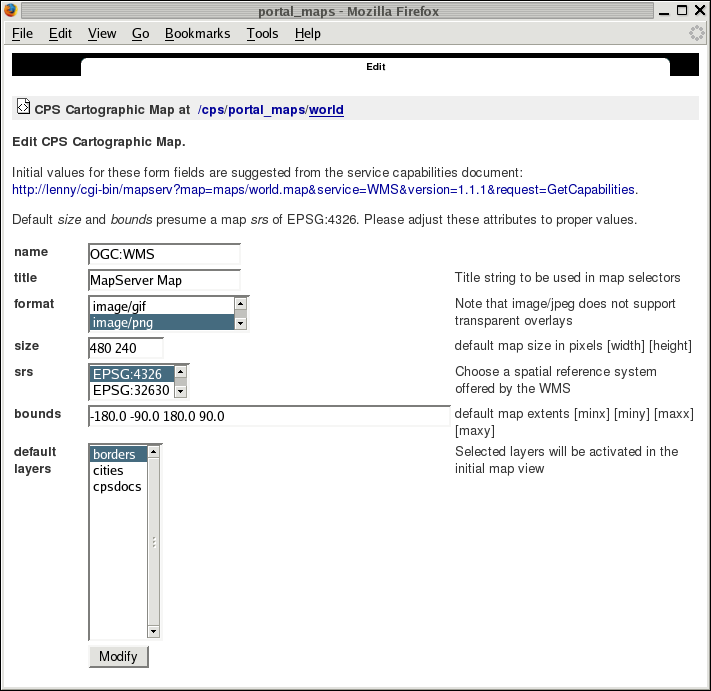 portal_maps - Mozilla Firefox
File Edit View Go Bookmarks Tools Help
Edit
CPS Cartographic Map at /cps/portal_maps/world
Edit CPS Cartographic Map.
Initial values for these form fields are suggested from the service capabilities document:
http://lenny/cgi-bin/mapserv?map=maps/world.map&service=WMS&version=1.1.1&request=GetCapabilities.
Default size and bounds presume a map srs of EPSG:4326. Please adjust these attributes to proper values.
name OGC:WMS
title MapServer Map Title string to be used in map selectors
format image/gif Note that image/jpeg does not support
image/png transparent overlays
size 480 240 default map size in pixels [width] [height]
srs EPSG:4326 Choose a spatial reference system
EPSG:32630 offered by the WMS
bounds -180.0 -90.0 180.0 90.0 default map extents [minx] [miny] [maxx]
[maxy]
default borders Selected layers will be activated in the
layers cities initial map view
cpsdocs
Modify